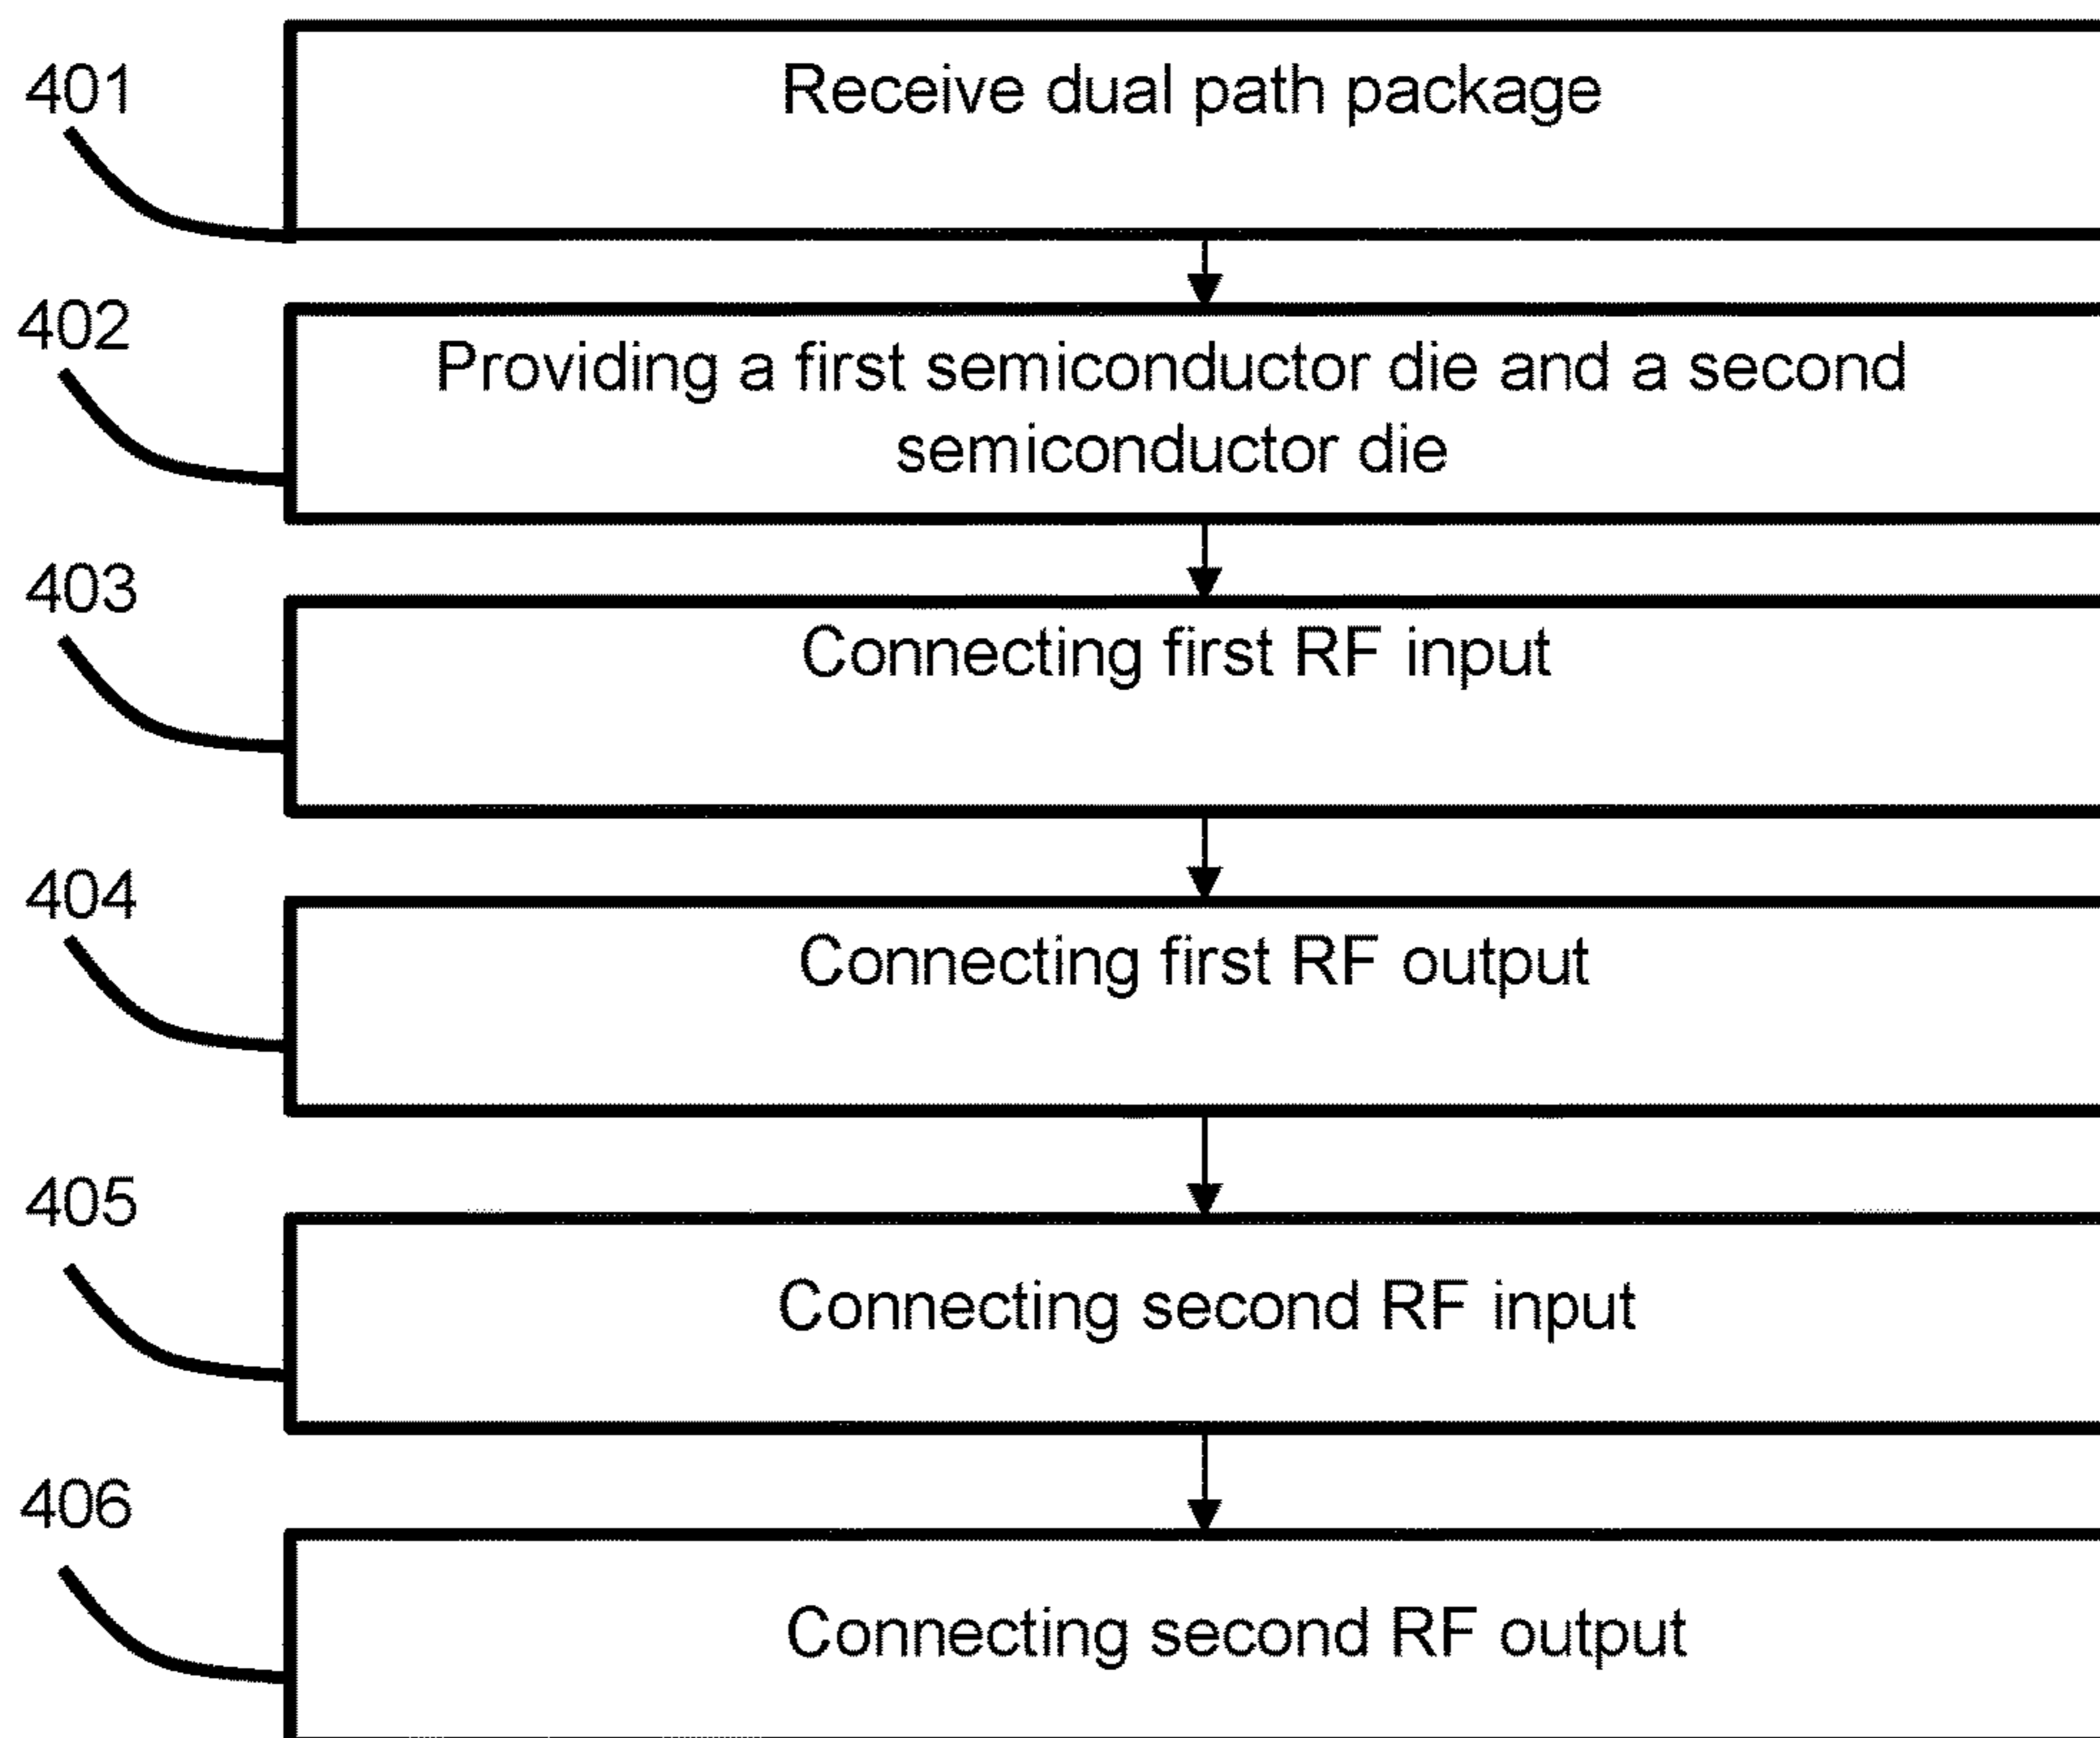 401
Receive dual path package
402
Providing a first semiconductor die and a second
semiconductor die
403
Connecting first RF input
404
Connecting first RF output
405
Connecting second RF input
406
Connecting second RF output